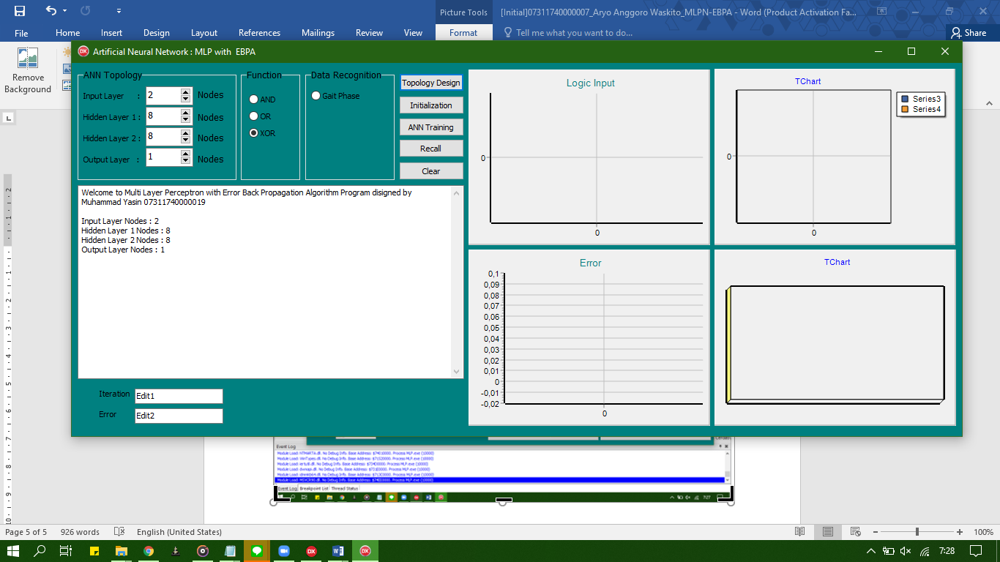 Picture Tools
[Initial]07311740000007_Aryo Anggoro Waskito_MLPN-EBPA - Word (Product Activation Fa...
File Home Insert Design Layout References Mailings Review View Format Tell me what you want to do... Share
Remove
Background
Artificial Neural Network : MLP with EBPA
ANN Topology
Input Layer : 2 Nodes
Hidden Layer 1 : 8 Nodes
Hidden Layer 2 : 8 Nodes
Output Layer : 1 Nodes
Function
AND
OR
XOR
Data Recognition
Gait Phase
Topology Design
Initialization
ANN Training
Recall
Clear
Welcome to Multi Layer Perceptron with Error Back Propagation Algorithm Program disigned by
Muhammad Yasin 07311740000019
Input Layer Nodes : 2
Hidden Layer 1 Nodes : 8
Hidden Layer 2 Nodes : 8
Output Layer Nodes : 1
Iteration Edit1
Error Edit2
Logic Input
0
0
TChart
Series3
Series4
0
0
Error
0,1
0,09
0,08
0,07
0,06
0,05
0,04
0,03
0,02
0,01
0
-0,01
-0,02
0
TChart
Event Log
Event Log Breakpoint List Thread Status
7:27
Page 5 of 5 926 words English (United States) 100%
7:28